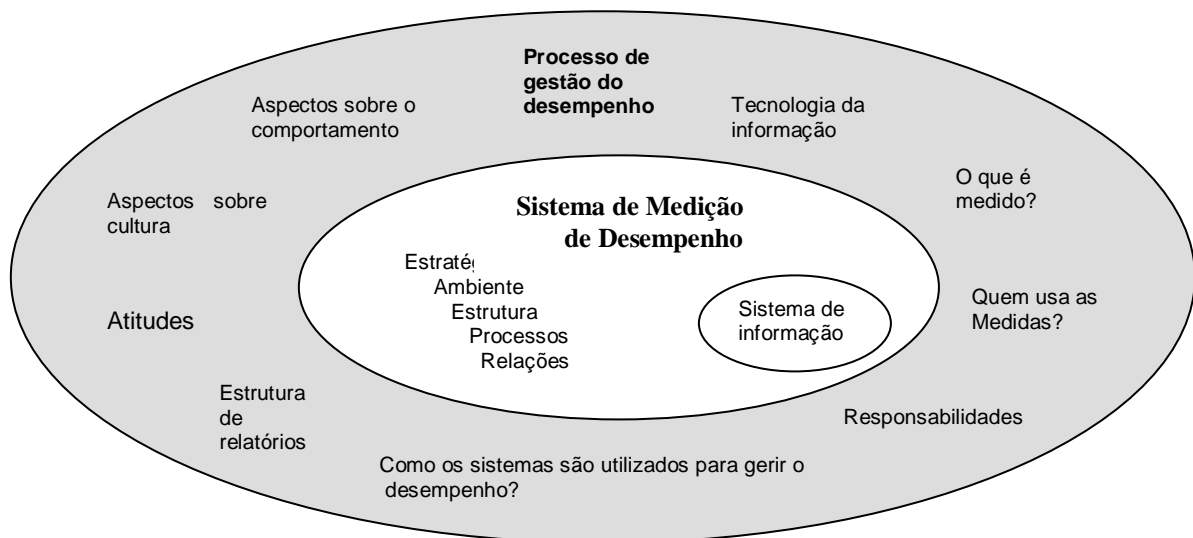 Processo de
gestão do
desempenho
Aspectos sobre o
comportamento
Tecnologia da
informação
O que é
medido?
Aspectos sobre
cultura
Sistema de Medição
de Desempenho
Ambiente
Estrutura
Processos
Relações
Sistema de
informação
Quem usa as
Medidas?
Atitudes
Estrutura
de
relatórios
Responsabilidades
Como os sistemas são utilizados para gerir o
desempenho?